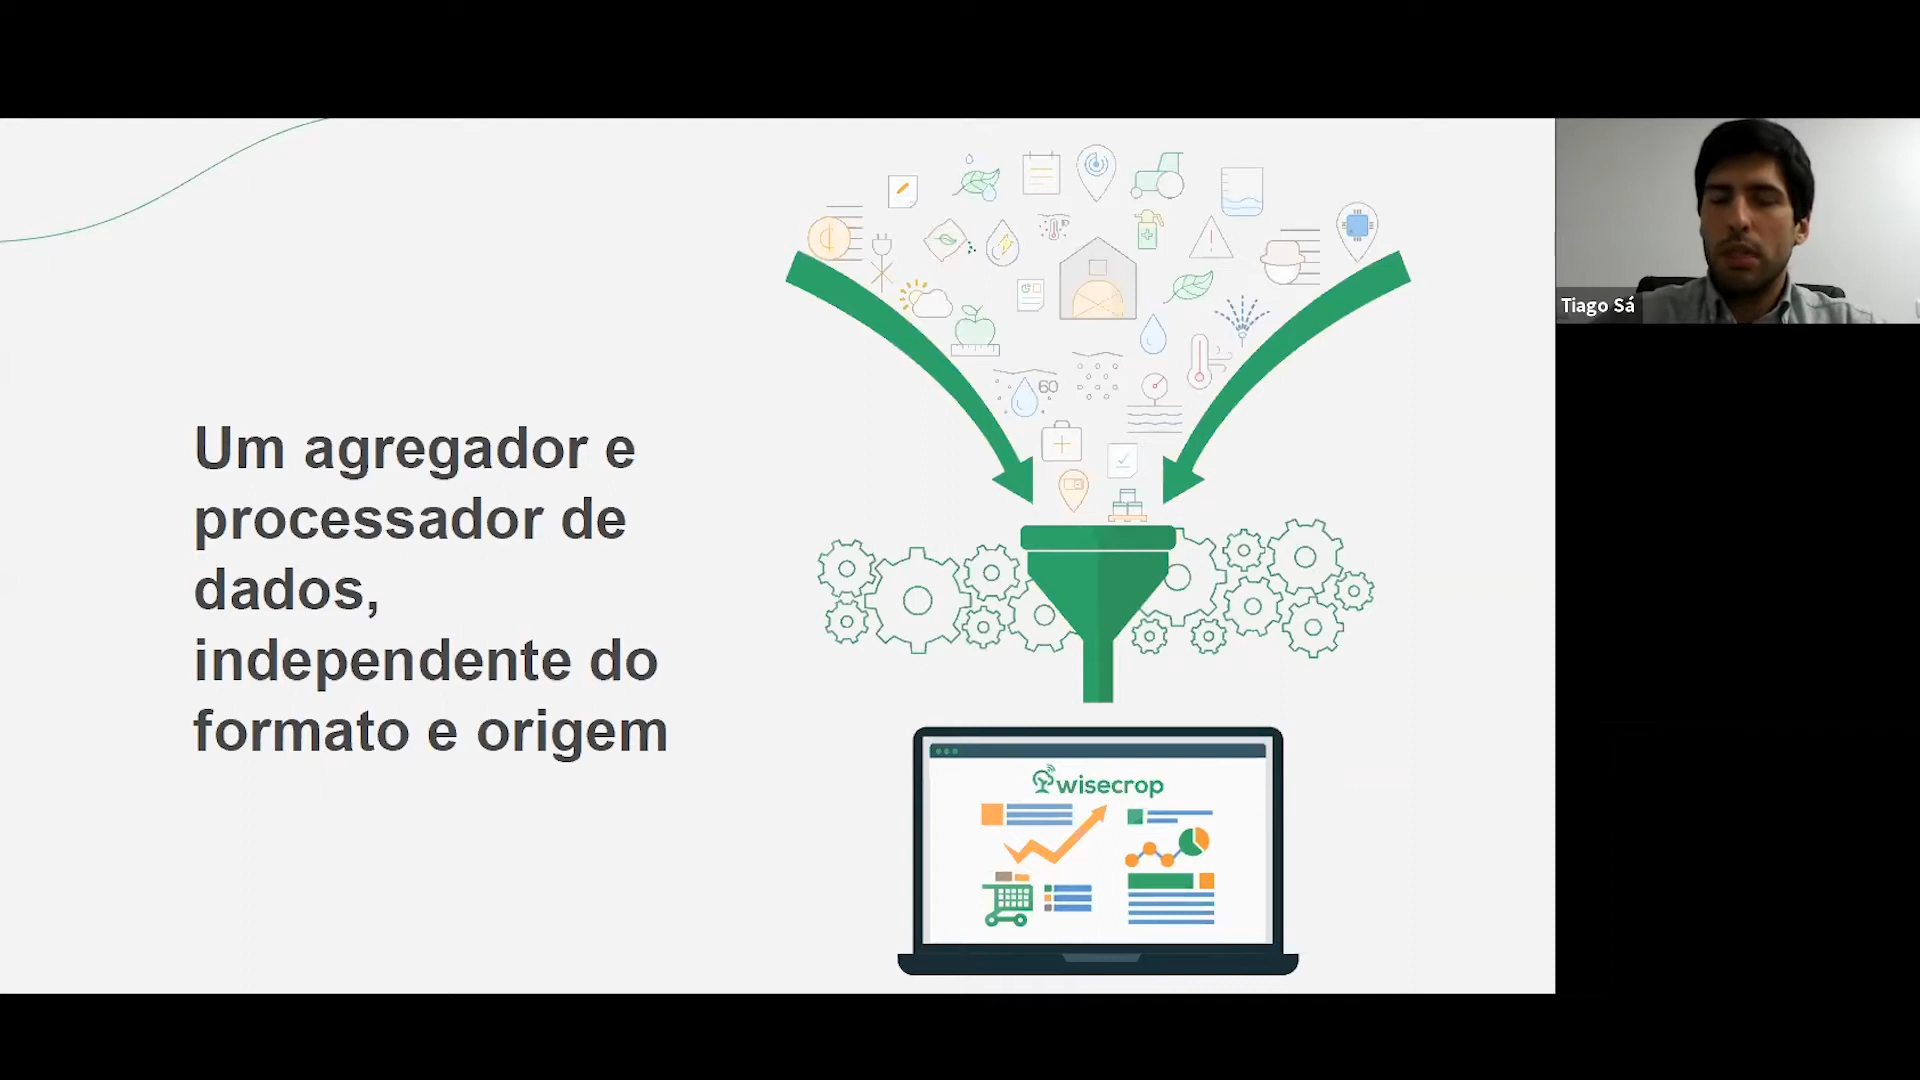 60
Um agregador e
processador de
dados,
independente do
formato e origem
wisecrop
Tiago Sá